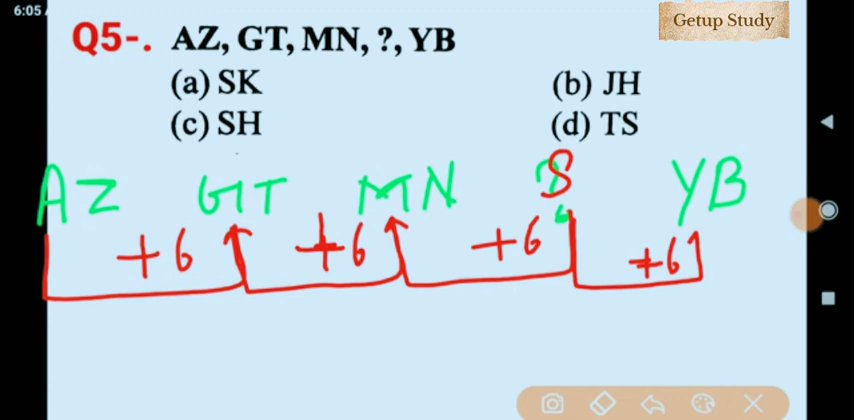 6:05
Getup Study
Q5-. AZ, GT, MN, ?, YB
(a) SK (b) JH
(c) SH (d) TS
AZ GT MN S YB
+6 +6 +6 +6